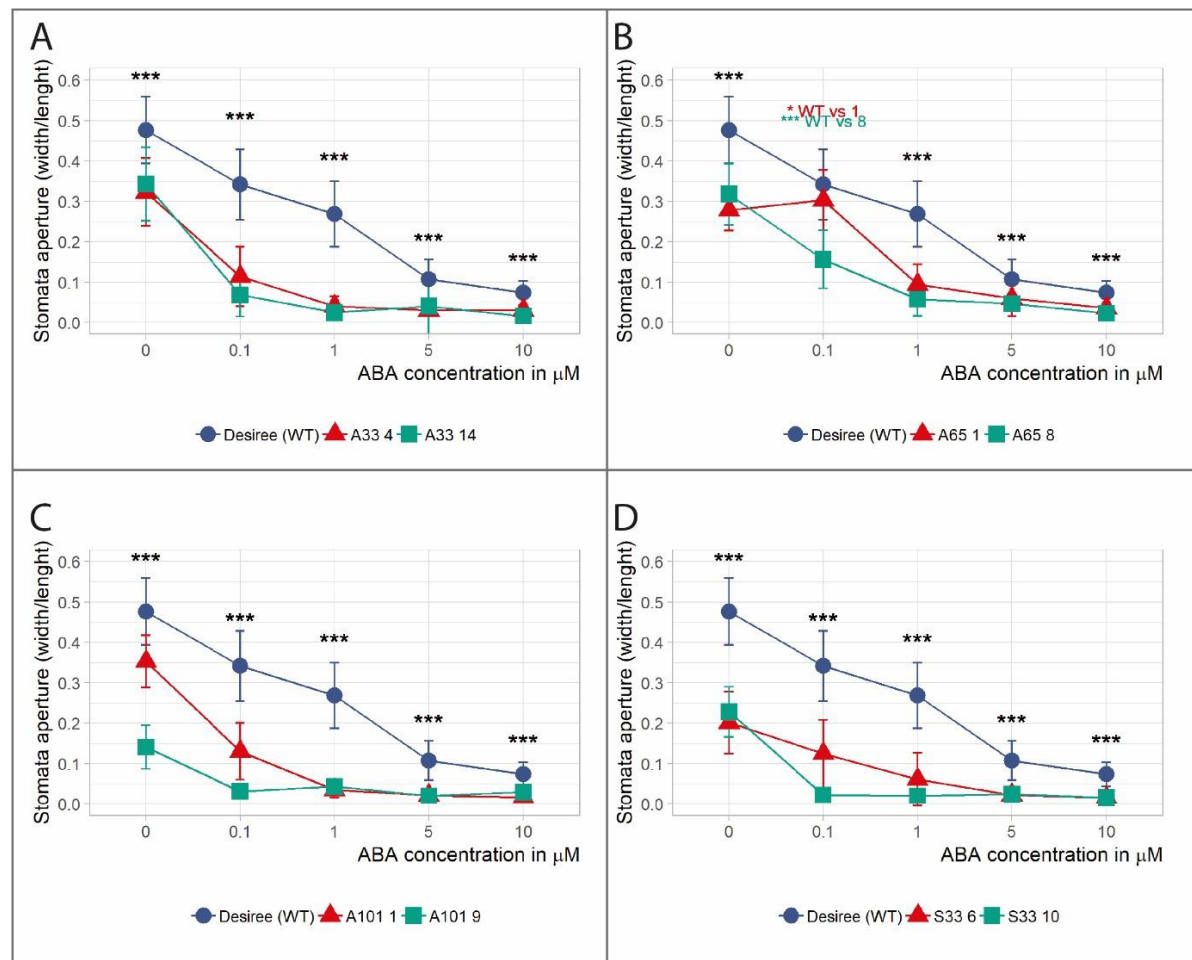 A
Stomata aperture (width/lenght)
0.6
0.5
0.4
0.3
0.2
0.1
0.0
***
***
***
***
***
0 0.1 1 5 10
ABA concentration in μM
Desiree (WT) A33 4 A33 14
B
Stomata aperture (width/lenght)
0.6
0.5
0.4
0.3
0.2
0.1
0.0
***
* WT vs 1
*** WT vs 8
***
***
***
0 0.1 1 5 10
ABA concentration in μM
Desiree (WT) A65 1 A65 8
C
Stomata aperture (width/lenght)
0.6
0.5
0.4
0.3
0.2
0.1
0.0
***
***
***
***
***
0 0.1 1 5 10
ABA concentration in μM
Desiree (WT) A101 1 A101 9
D
Stomata aperture (width/lenght)
0.6
0.5
0.4
0.3
0.2
0.1
0.0
***
***
***
***
***
0 0.1 1 5 10
ABA concentration in μM
Desiree (WT) S33 6 S33 10